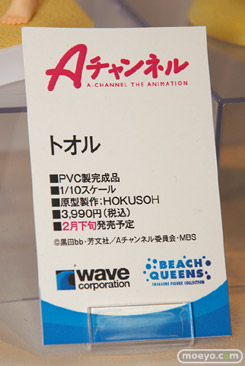 Aチャンネル
A-CHANNEL THE ANIMATION
トオル
■PVC製完成品
■1/10スケール
■原型製作：HOKUSOH
■3,990円(税込)
■2月下旬発売予定
©黒田bb・芳文社/Aチャンネル委員会・MBS
wave
corporation
BEACH
QUEENS
moeyo.com